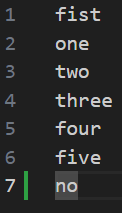 1 fist
2 one
3 two
4 three
5 four
6 five
7 no